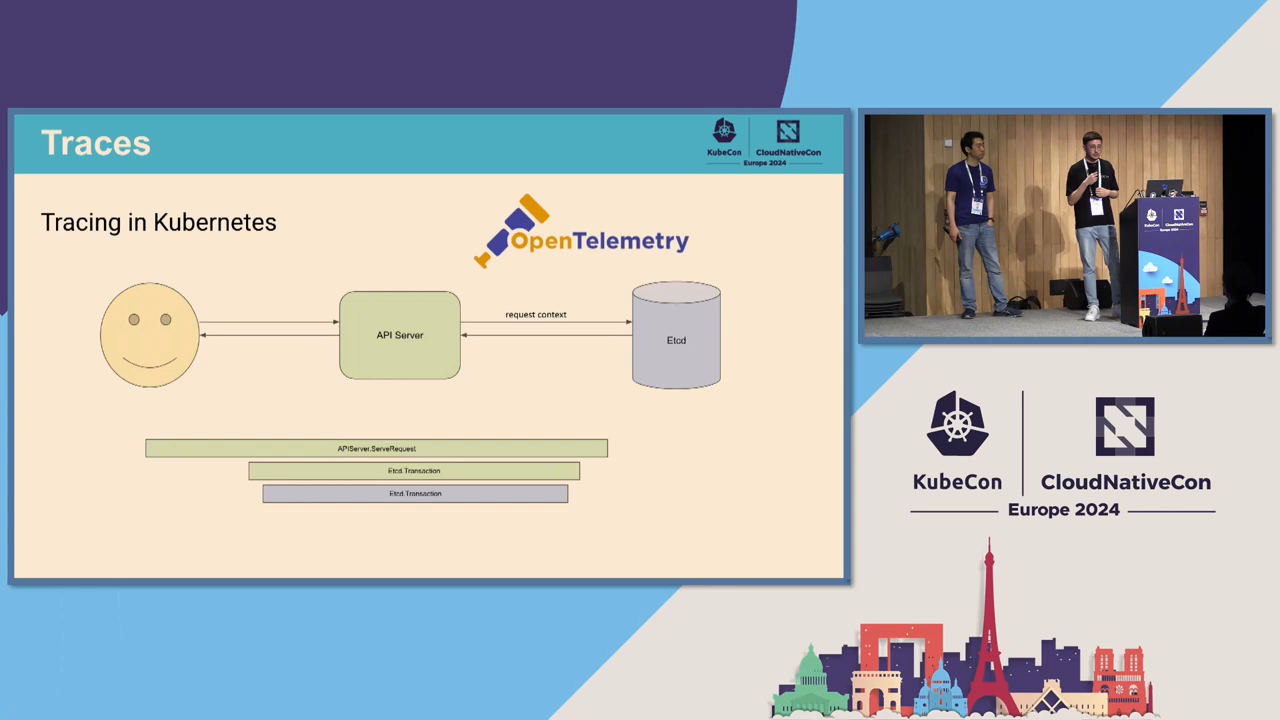 Traces
KubeCon
CloudNativeCon
Europe 2024
Tracing in Kubernetes
OpenTelemetry
API Server
request context
Etcd
APIServer.ServeRequest
Etcd.Transaction
Etcd.Transaction
KubeCon
CloudNativeCon
Europe 2024